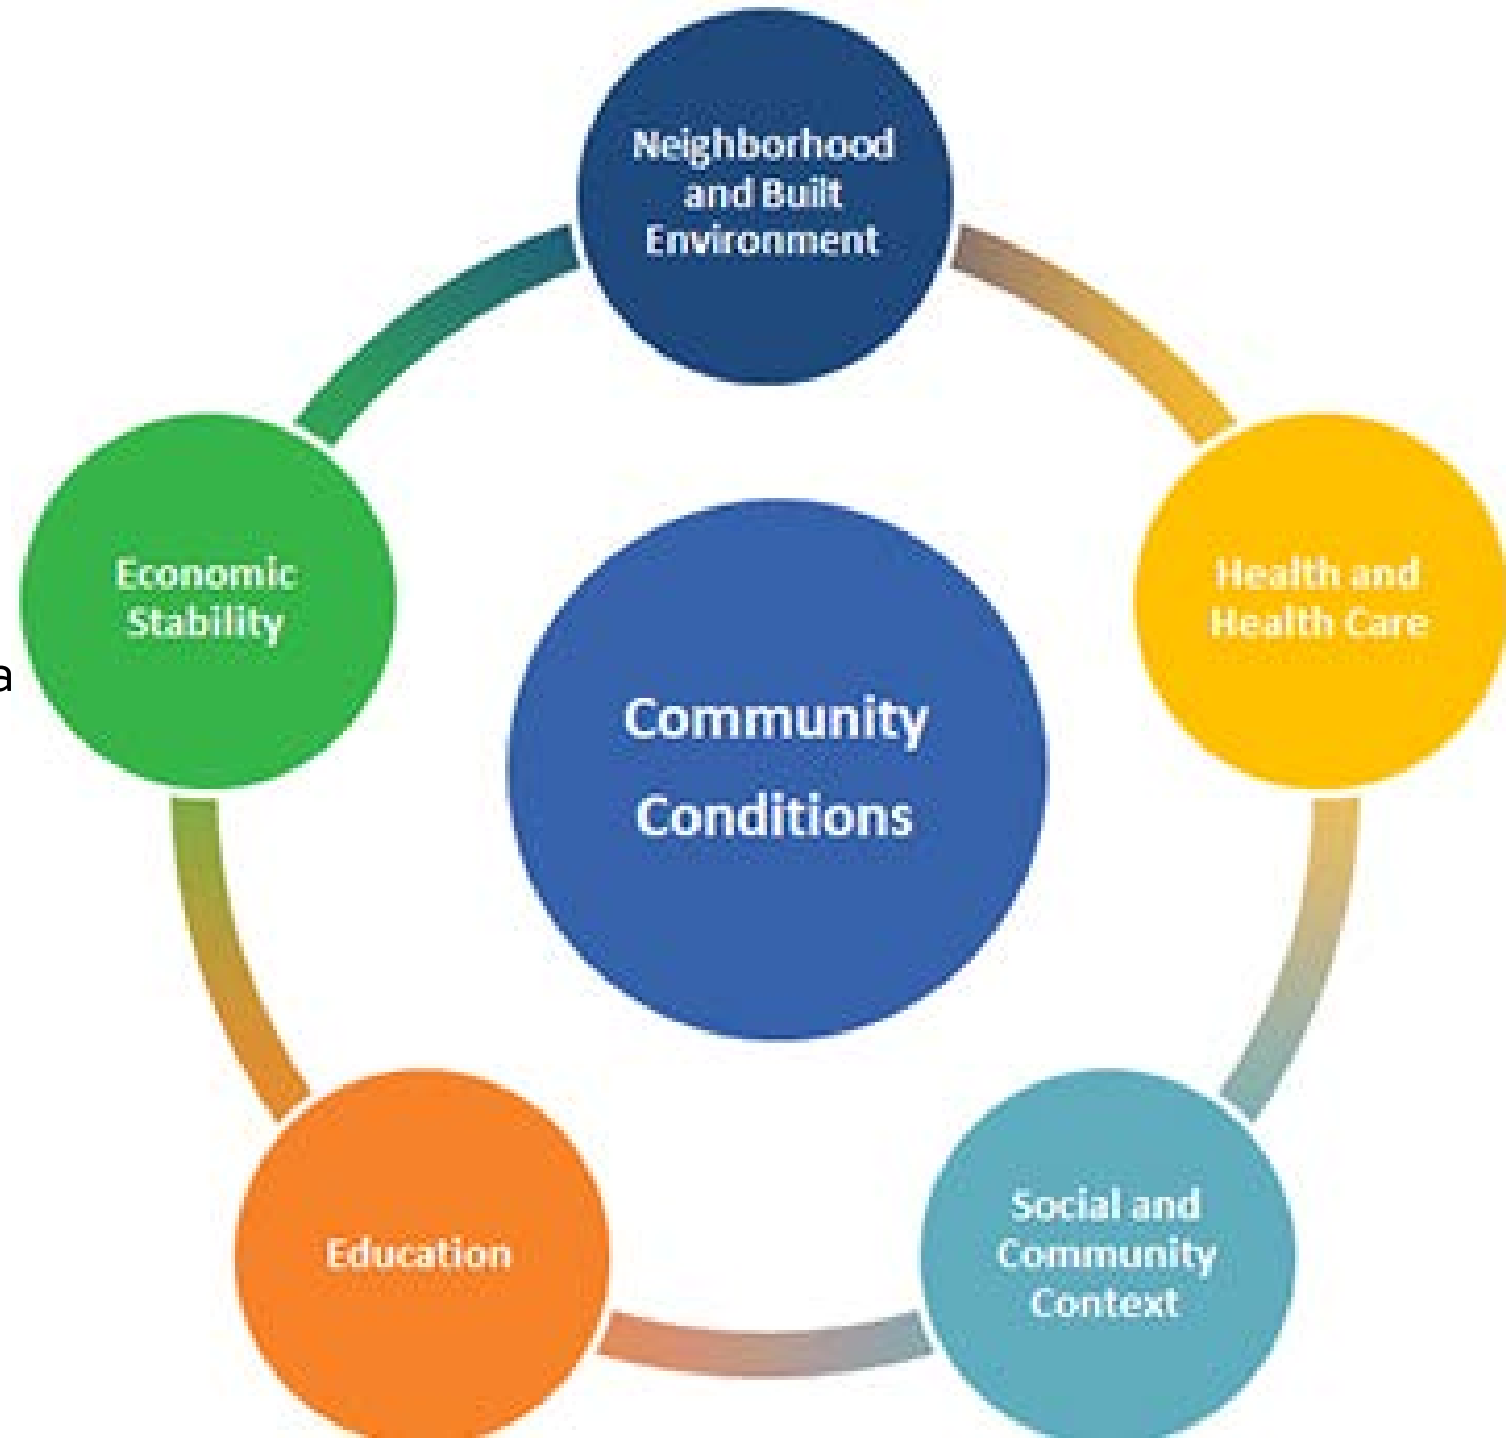 Neighborhood
and Built
Environment
Economic
Stability
Health and
Health Care
a
Community
Conditions
Education
Social and
Community
Context